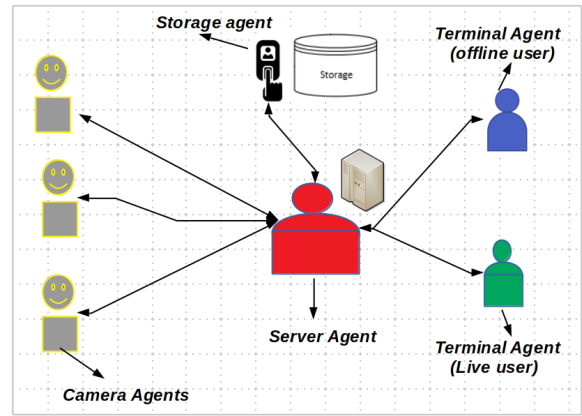 Storage agent
Terminal Agent
(offline user)
Storage
Server Agent
Terminal Agent
(Live user)
Camera Agents